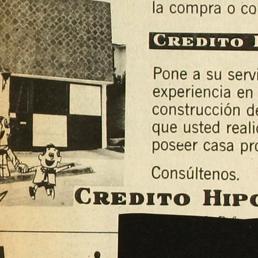 la compra o co
CREDITO
Pone a su servi
experiencia en
construcción de
que usted realic
poseer casa pro
Consúltenos.
CREDITO HIPO